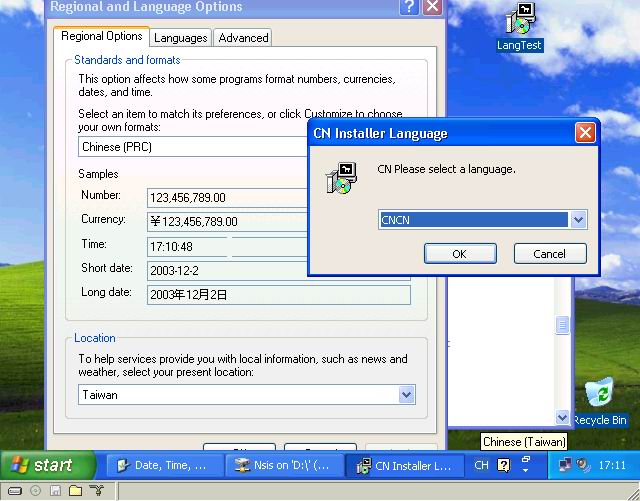 Regional and Language Options
Regional Options
Languages
Advanced
Standards and formats
This option affects how some programs format numbers, currencies,
dates, and time.
Select an item to match its preferences, or click Customize to choose
your own formats:
Chinese (PRC)
Samples
Number:
123,456,789.00
Currency:
￥123,456,789.00
Time:
17:10:48
Short date:
2003-12-2
Long date:
2003年12月2日
Location
To help services provide you with local information, such as news and
weather, select your present location:
Taiwan
LangTest
CN Installer Language
CN Please select a language.
CNCN
OK
Cancel
Recycle Bin
Chinese (Taiwan)
start
Date, Time, ...
Nsis on 'D:\' (...
CN Installer L...
CH
17:11